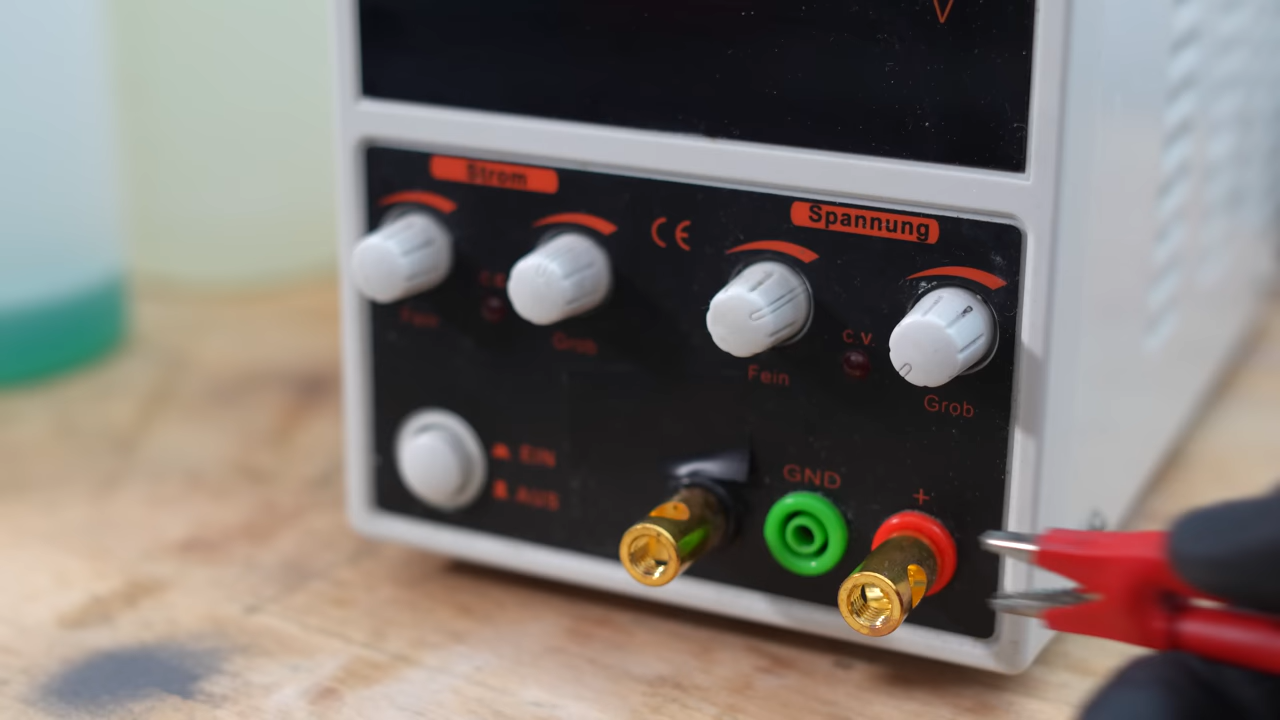 V
Strom
Spannung
CE
C.C.
C.V.
Fein
Grob
Fein
Grob
EIN
AUS
GND
+